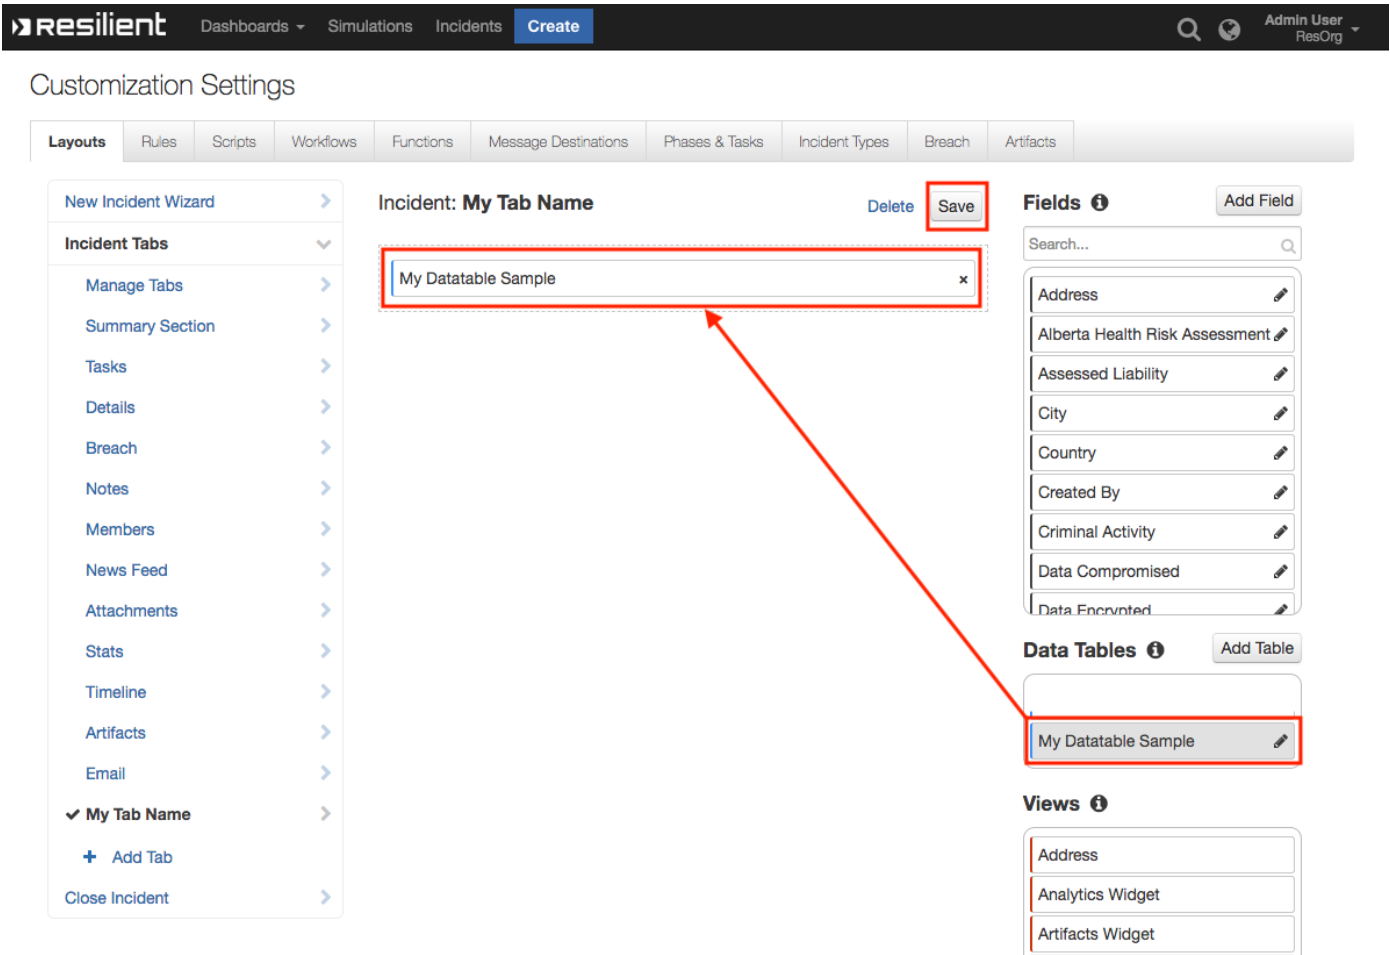 Resilient Dashboards Simulations Incidents Create Admin User
ResOrg
Customization Settings
Layouts Rules Scripts Workflows Functions Message Destinations Phases & Tasks Incident Types Breach Artifacts
New Incident Wizard
Incident Tabs
Manage Tabs
Summary Section
Tasks
Details
Breach
Notes
Members
News Feed
Attachments
Stats
Timeline
Artifacts
Email
My Tab Name
+ Add Tab
Close Incident
Incident: My Tab Name Delete Save
My Datatable Sample x
Fields Add Field
Search...
Address
Alberta Health Risk Assessment
Assessed Liability
City
Country
Created By
Criminal Activity
Data Compromised
Data Encrypted
Data Tables Add Table
My Datatable Sample
Views
Address
Analytics Widget
Artifacts Widget